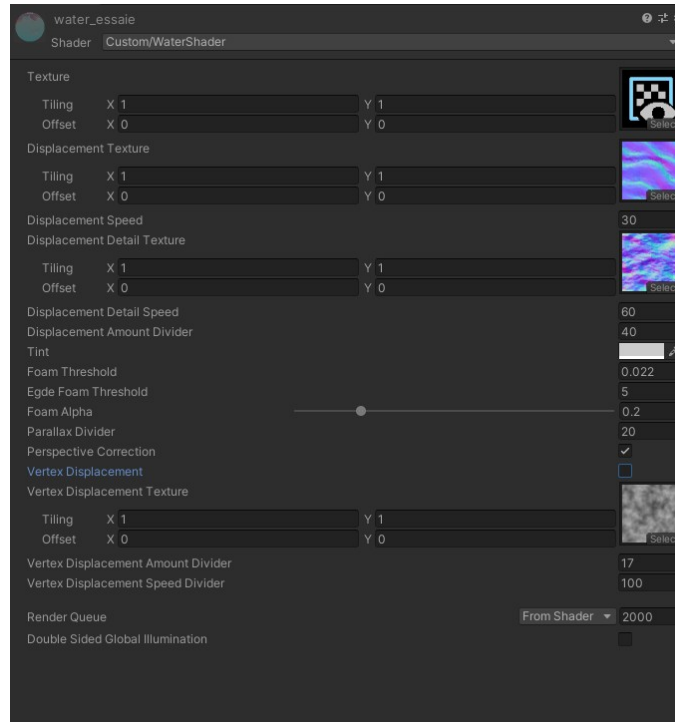 water_essaie
Shader Custom/WaterShader
Texture
Tiling X 1 Y 1
Offset X 0 Y 0
Selec
Displacement Texture
Tiling X 1 Y 1
Offset X 0 Y 0
Selec
Displacement Speed 30
Displacement Detail Texture
Tiling X 1 Y 1
Offset X 0 Y 0
Selec
Displacement Detail Speed 60
Displacement Amount Divider 40
Tint
Foam Threshold 0.022
Egde Foam Threshold 5
Foam Alpha 0.2
Parallax Divider 20
Perspective Correction
Vertex Displacement
Vertex Displacement Texture
Tiling X 1 Y 1
Offset X 0 Y 0
Selec
Vertex Displacement Amount Divider 17
Vertex Displacement Speed Divider 100
Render Queue From Shader 2000
Double Sided Global Illumination